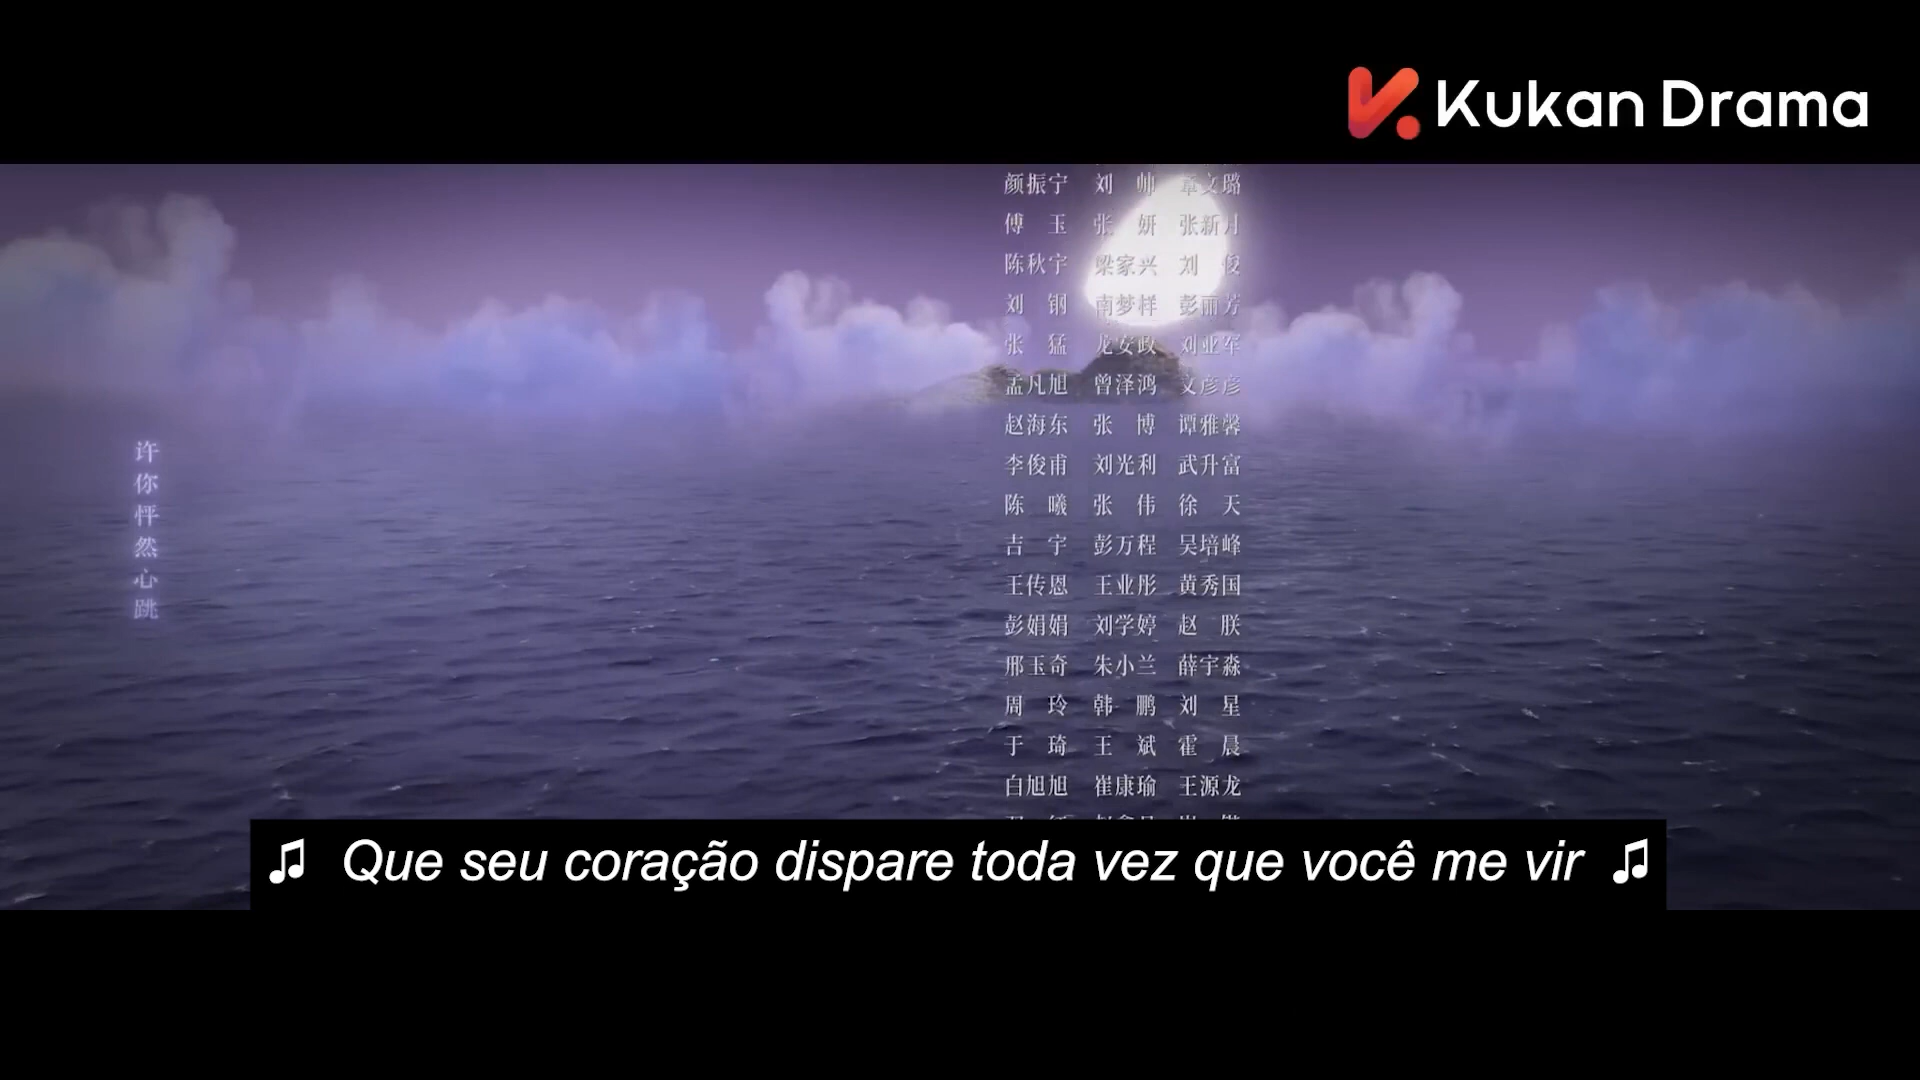 Kukan Drama
颜振宁 刘帅 章文璐
傅玉 张妍 张新月
陈秋宇 梁家兴 刘俊
刘钢 南梦样 彭丽芳
张猛 龙安政 刘亚军
孟凡旭 曾泽鸿 文彦彦
赵海东 张博 谭雅馨
李俊甫 刘光利 武升富
陈曦 张伟 徐天
吉宇 彭万程 吴培峰
王传恩 王业彤 黄秀国
彭娟娟 刘学婷 赵朕
邢玉奇 朱小兰 薛宇淼
周玲 韩鹏 刘星
于琦 王斌 霍晨
白旭旭 崔康瑜 王源龙
许你怦然心跳
♫ Que seu coração dispare toda vez que você me vir ♫